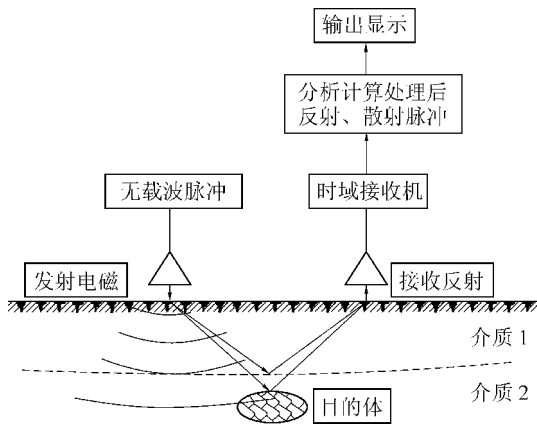 输出显示
分析计算处理后
反射、散射脉冲
无载波脉冲
时域接收机
发射电磁
接收反射
介质1
介质2
目的体